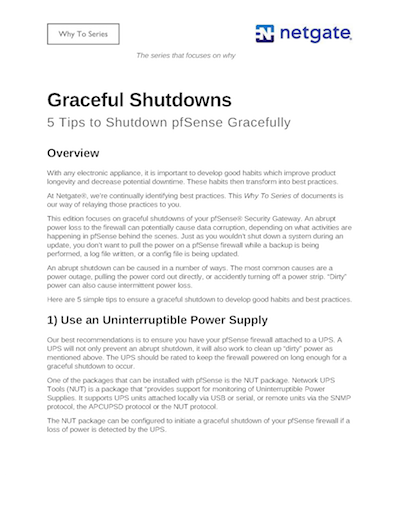 Why To Series
netgate®
The series that focuses on why
Graceful Shutdowns
5 Tips to Shutdown pfSense Gracefully
Overview
With any electronic appliance, it is important to develop good habits which improve product
longevity and decrease potential downtime. These habits then transform into best practices.
At Netgate®, we're continually identifying best practices. This Why To Series of documents is
our way of relaying those practices to you.
This edition focuses on graceful shutdowns of your pfSense® Security Gateway. An abrupt
power loss to the firewall can potentially cause data corruption, depending on what activities are
happening in pfSense behind the scenes. Just as you wouldn't shut down a system during an
update, you don't want to pull the power on a pfSense firewall while a backup is being
performed, a log file written, or a config file is being updated.
An abrupt shutdown can be caused in a number of ways. The most common causes are a
power outage, pulling the power cord out directly, or accidently turning off a power strip. "Dirty"
power can also cause intermittent power loss.
Here are 5 simple tips to ensure a graceful shutdown to develop good habits and best practices.
1) Use an Uninterruptible Power Supply
Our best recommendations is to ensure you have your pfSense firewall attached to a UPS. A
UPS will not only prevent an abrupt shutdown, it will also work to clean up "dirty" power as
mentioned above. The UPS should be rated to keep the firewall powered on long enough for a
graceful shutdown to occur.
One of the packages that can be installed with pfSense is the NUT package. Network UPS
Tools (NUT) is a package that "provides support for monitoring of Uninterruptible Power
Supplies. It supports UPS units attached locally via USB or serial, or remote units via the SNMP
protocol, the APCUPSD protocol or the NUT protocol.
The NUT package can be configured to initiate a graceful shutdown of your pfSense firewall if a
loss of power is detected by the UPS.